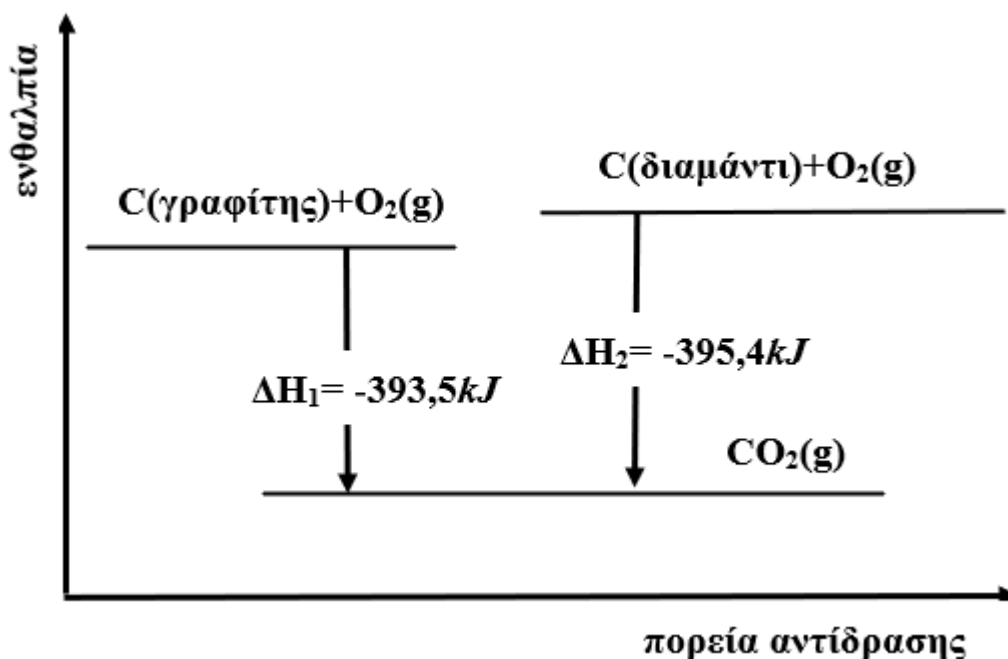 ενθαλπία
C(διαμάντι)+O₂(g)
C(γραφίτης)+O₂(g)
ΔH₂= -395,4kJ
ΔH₁= -393,5kJ
CO₂(g)
πορεία αντίδρασης